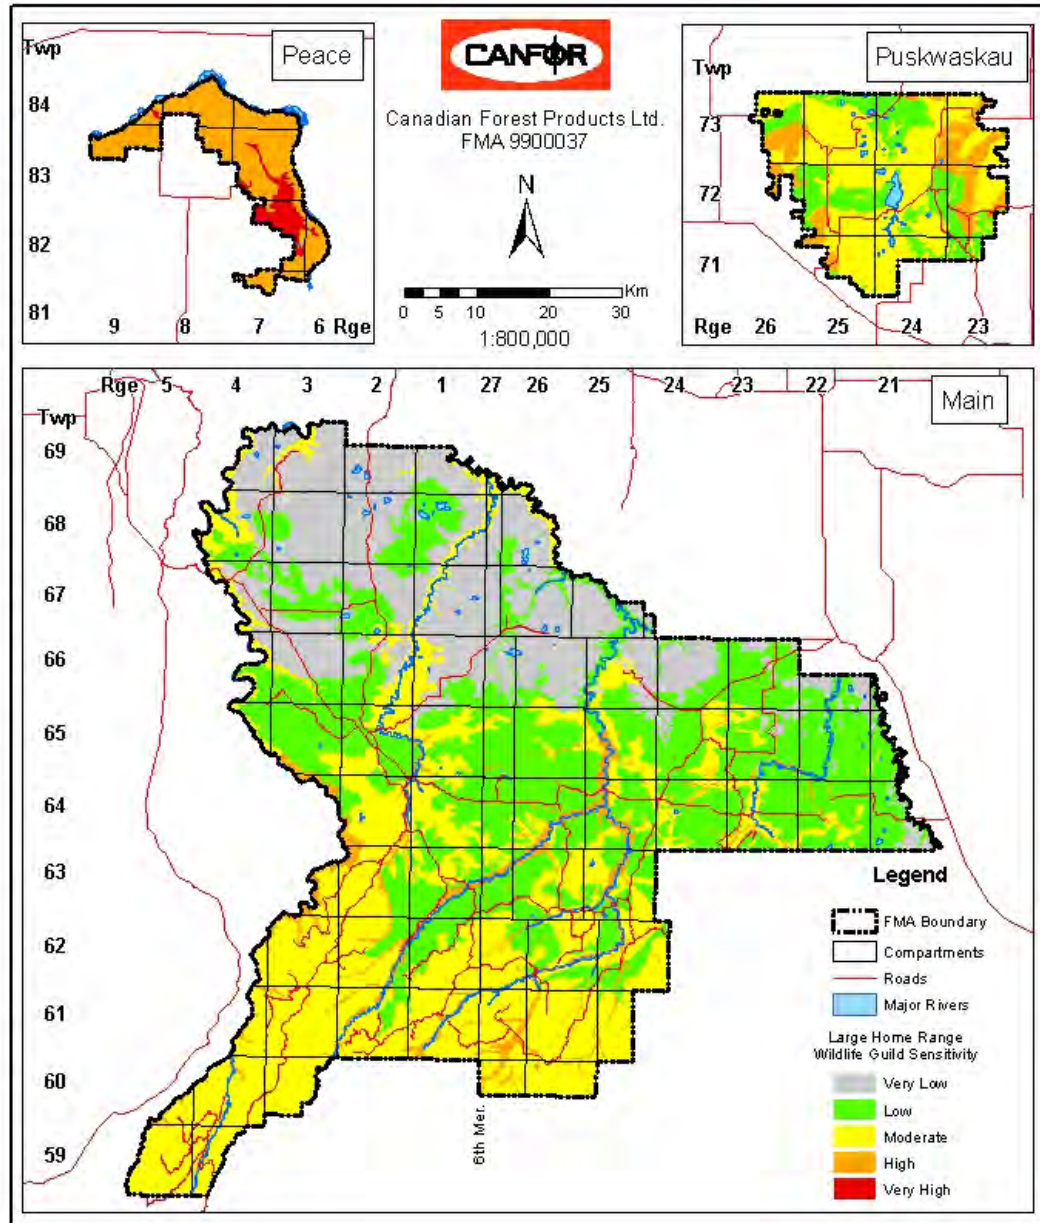 Twp
Peace
84
83
82
81
9 8 7 6 Rge
CANFOR
Canadian Forest Products Ltd.
FMA 9900037
N
Km
0 5 10 20 30
1:800,000
Twp
Puskwaskau
73
72
71
Rge 26 25 24 23
Rge 5 4 3 2 1 27 26 25 24 23 22 21
Main
Twp
69
68
67
66
65
64
63
62
61
60
59
6th Mer.
Legend
FMA Boundary
Compartments
Roads
Major Rivers
Large Home Range
Wildlife Guild Sensitivity
Very Low
Low
Moderate
High
Very High